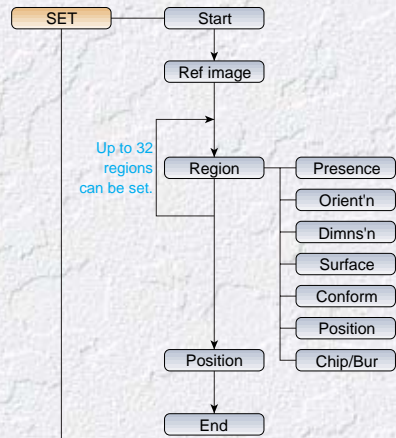 SET
Start
Ref image
Up to 32
regions
can be set.
Region
Presence
Orient'n
Dimns'n
Surface
Conform
Position
Chip/Bur
Position
End